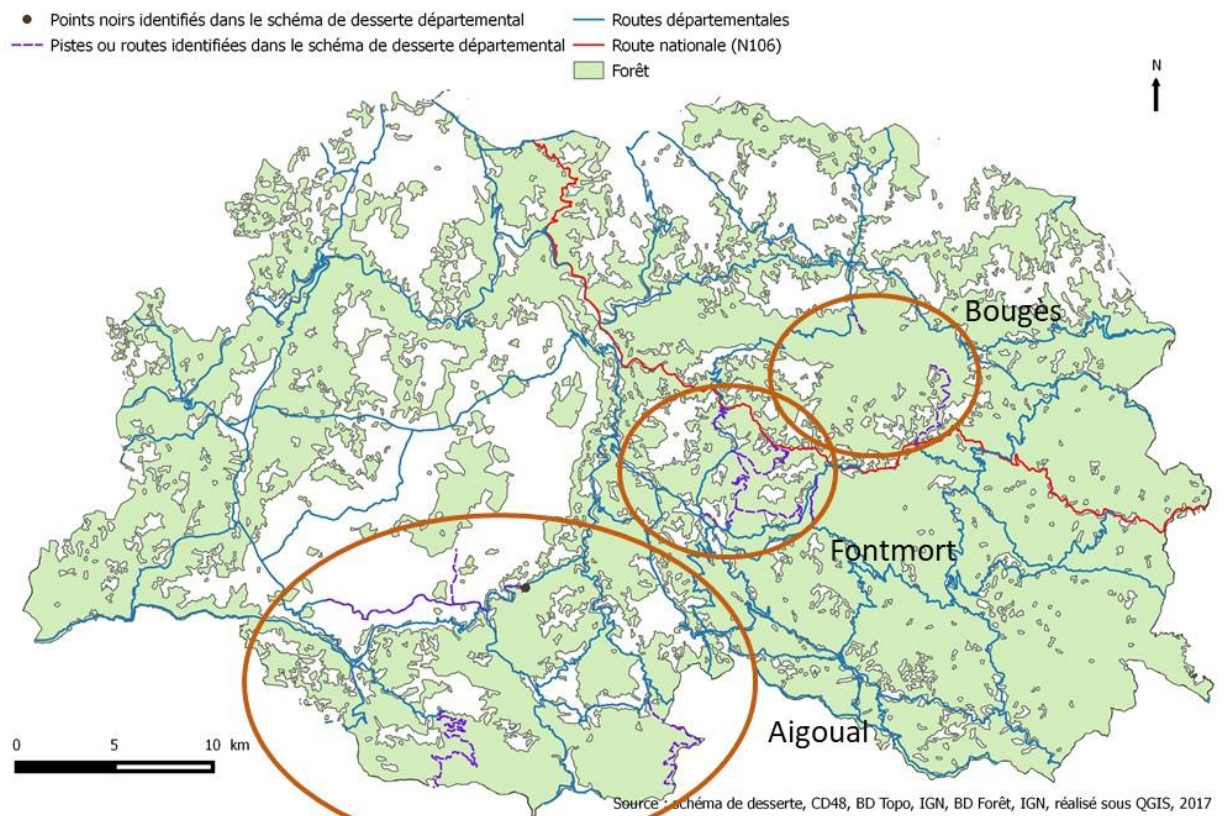 Points noirs identifiés dans le schéma de desserte départemental
Routes départementales
Pistes ou routes identifiées dans le schéma de desserte départemental
Route nationale (N106)
Forêt
N
Bougès
Fontmort
Aigoual
0 5 10 km
Source : schéma de desserte, CD48, BD Topo, IGN, BD Forêt, IGN, réalisé sous QGIS, 2017